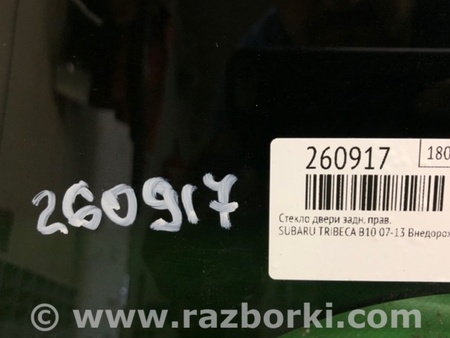 260917
180
Стекло двери задн. прав.
SUBARU TRIBECA B10 07-13 Внедорож
260917
© www.razborki.com